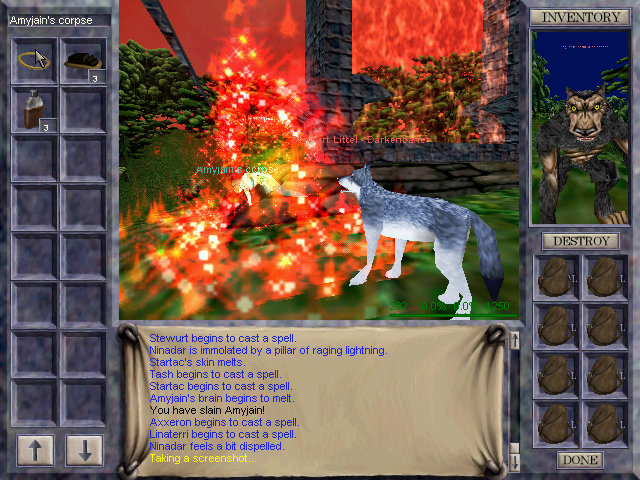 Amyjain's corpse
INVENTORY
3
3
Amyjain's corpse
DESTROY
L
L
L
L
L
L
L
L
Stewurt begins to cast a spell.
Ninadar is immolated by a pillar of raging lightning.
Startac's skin melts.
Tash begins to cast a spell.
Startac begins to cast a spell.
Amyjain's brain begins to melt.
You have slain Amyjain!
Axxeron begins to cast a spell.
Linaterri begins to cast a spell.
Ninadar feels a bit dispelled.
Taking a screenshot...
DONE